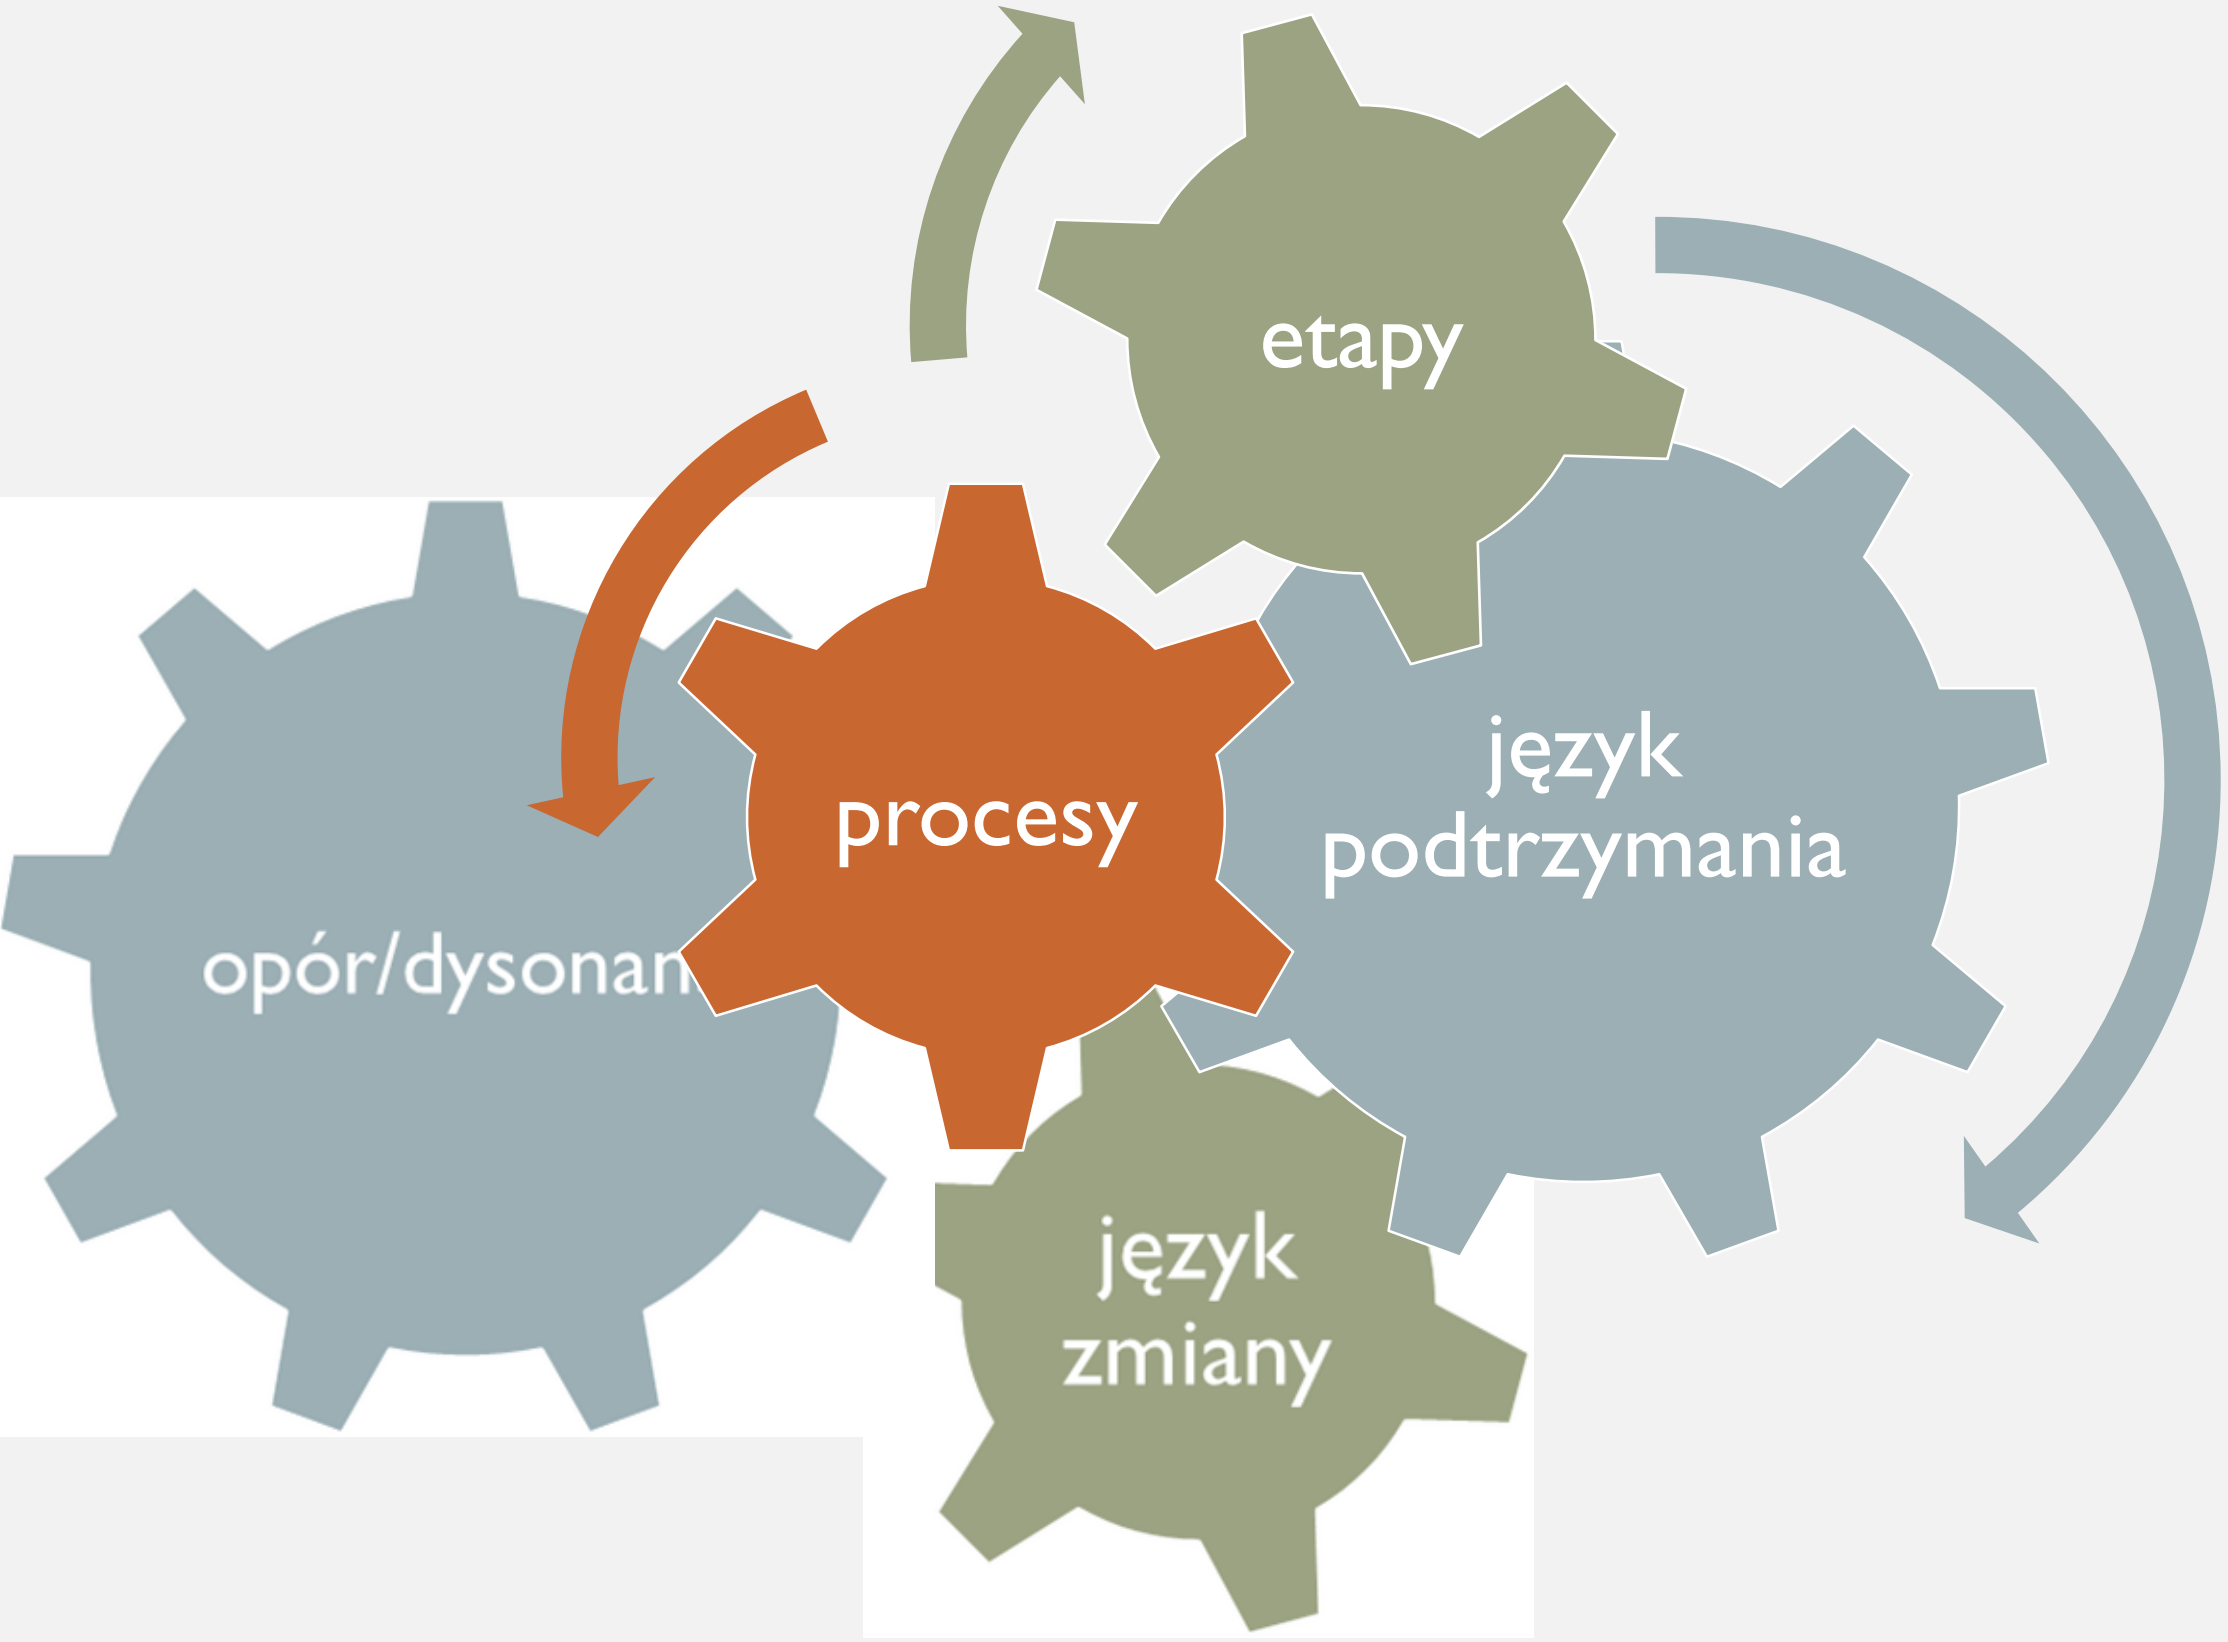 etapy
język
podtrzymania
procesy
opór/dysonan
język
zmiany